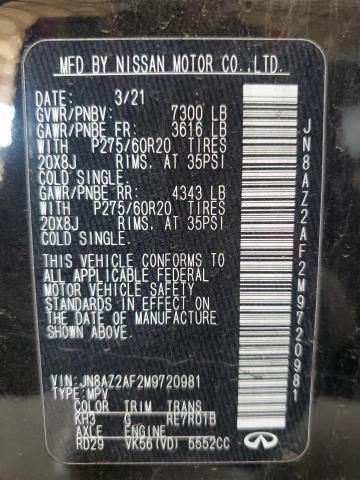 MFD BY NISSAN MOTOR CO.,LTD.
DATE: 3/21
GVWR/PNBV: 7300 LB
GAWR/PNBE FR: 3616 LB
WITH P275/60R20 TIRES
20X8J RIMS, AT 35PSI
COLD SINGLE.
GAWR/PNBE RR: 4343 LB
WITH P275/60R20 TIRES
20X8J RIMS, AT 35PSI
COLD SINGLE.
THIS VEHICLE CONFORMS TO
ALL APPLICABLE FEDERAL
MOTOR VEHICLE SAFETY
STANDARDS IN EFFECT ON
THE DATE OF MANUFACTURE
SHOWN ABOVE.
VIN:JN8AZ2AF2M9720981
TYPE:MPV
COLOR TRIM TRANS
KH3 G RE7R01B
AXLE ENGINE
RD29 VK56(VD) 5552CC
JN8AZ2AF2M9720981